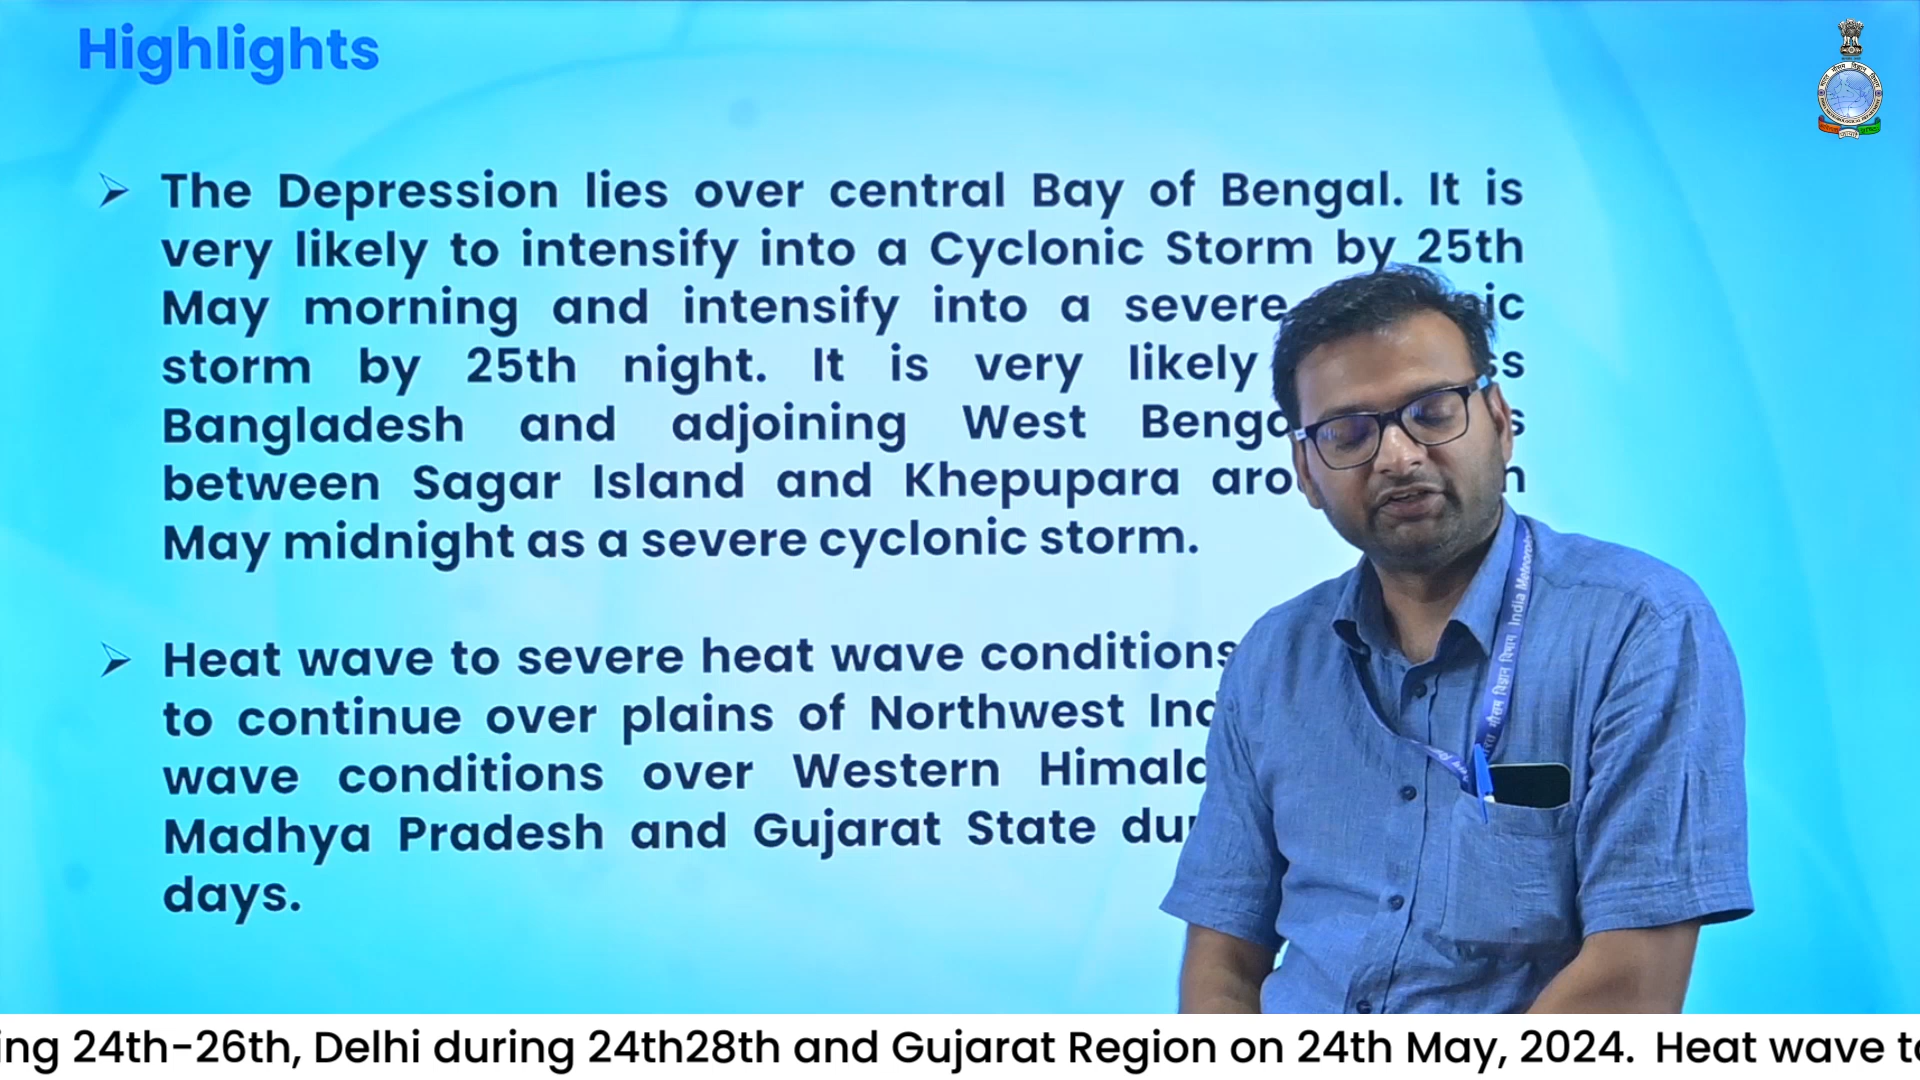 Highlights
The Depression lies over central Bay of Bengal. It is
very likely to intensify into a Cyclonic Storm by 25th
May morning and intensify into a severe
storm by 25th night. It is very likely
Bangladesh and adjoining West
between Sagar Island and Khepupara
May midnight as a severe cyclonic storm.
Heat wave to severe heat wave conditions
to continue over plains of Northwest
wave conditions over Western
Madhya Pradesh and Gujarat State
days.
भारत मौसम विज्ञान विभाग India
ing 24th-26th, Delhi during 24th28th and Gujarat Region on 24th May, 2024. Heat wave